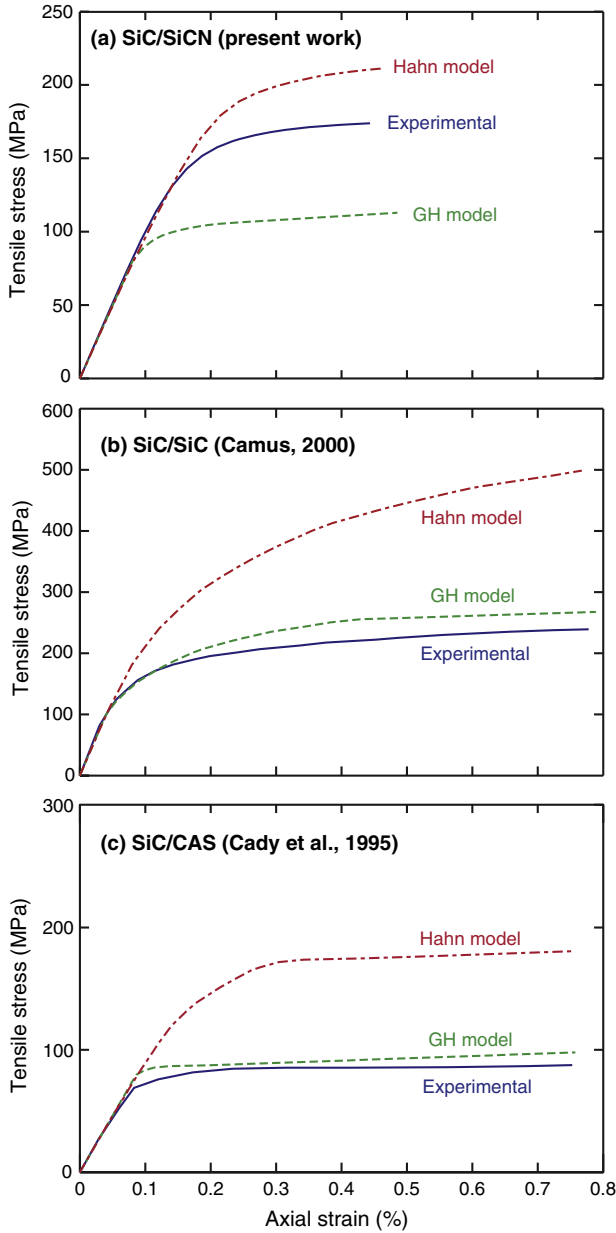 250
200
150
100
50
0
Tensile stress (MPa)
(a) SiC/SiCN (present work)
Hahn model
Experimental
GH model
600
500
400
300
200
100
0
Tensile stress (MPa)
(b) SiC/SiC (Camus, 2000)
Hahn model
GH model
Experimental
300
200
100
0
Tensile stress (MPa)
(c) SiC/CAS (Cady et al., 1995)
Hahn model
GH model
Experimental
0 0.1 0.2 0.3 0.4 0.5 0.6 0.7 0.8
Axial strain (%)